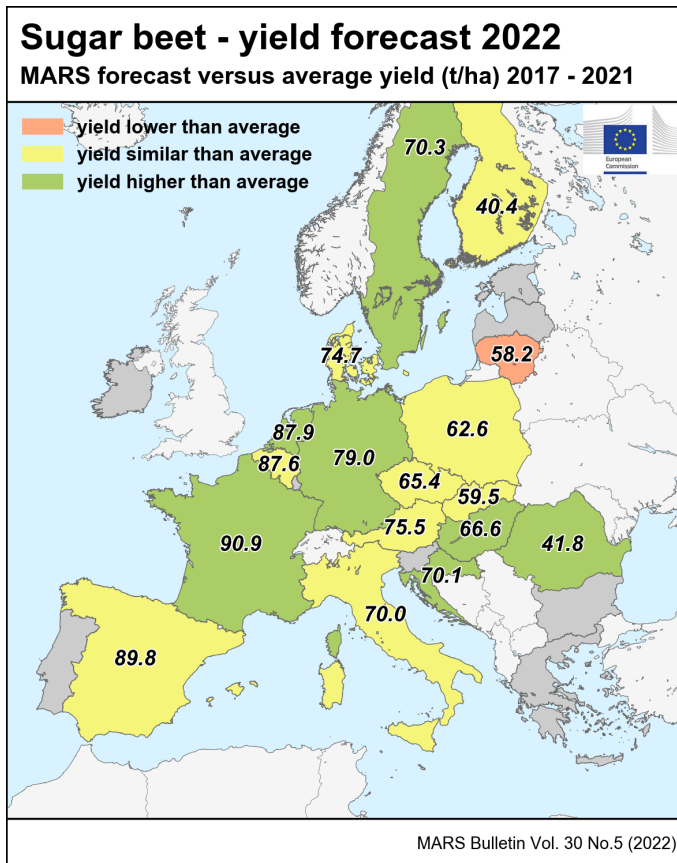 Sugar beet - yield forecast 2022
MARS forecast versus average yield (t/ha) 2017 - 2021
yield lower than average
yield similar than average
yield higher than average
European
Commission
70.3
40.4
74.7
58.2
87.9
62.6
87.6
79.0
65.4
59.5
75.5
66.6
90.9
41.8
70.1
70.0
89.8
MARS Bulletin Vol. 30 No.5 (2022)